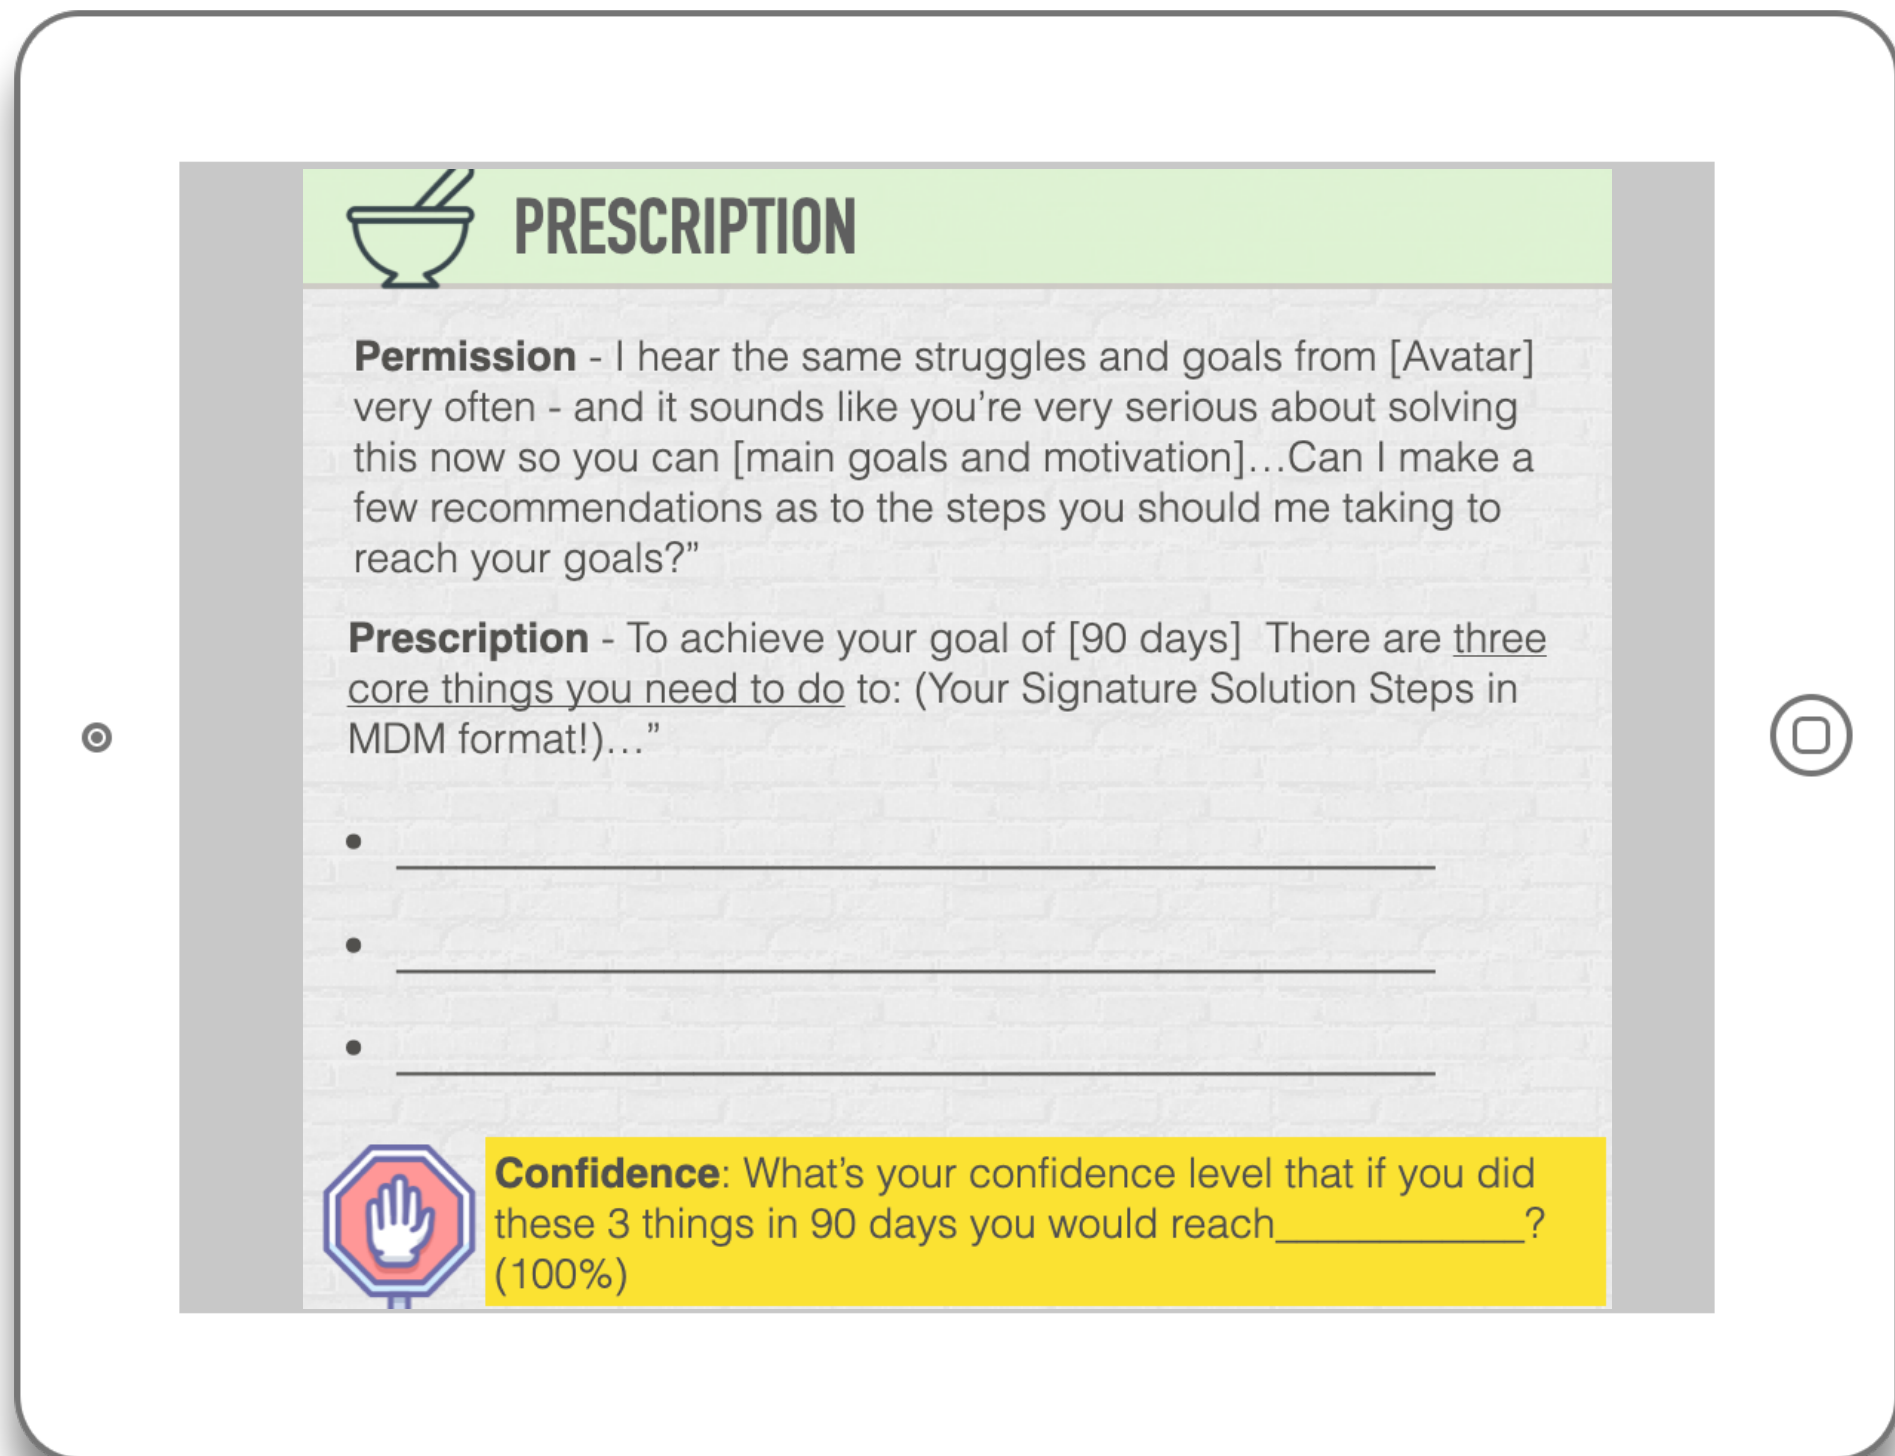 PRESCRIPTION
Permission - I hear the same struggles and goals from [Avatar]
very often - and it sounds like you’re very serious about solving
this now so you can [main goals and motivation]…Can I make a
few recommendations as to the steps you should me taking to
reach your goals?”
Prescription - To achieve your goal of [90 days]  There are three
core things you need to do to: (Your Signature Solution Steps in
MDM format!)…”
• ____________
• ____________
• ____________
Confidence: What’s your confidence level that if you did
these 3 things in 90 days you would reach____________?
(100%)